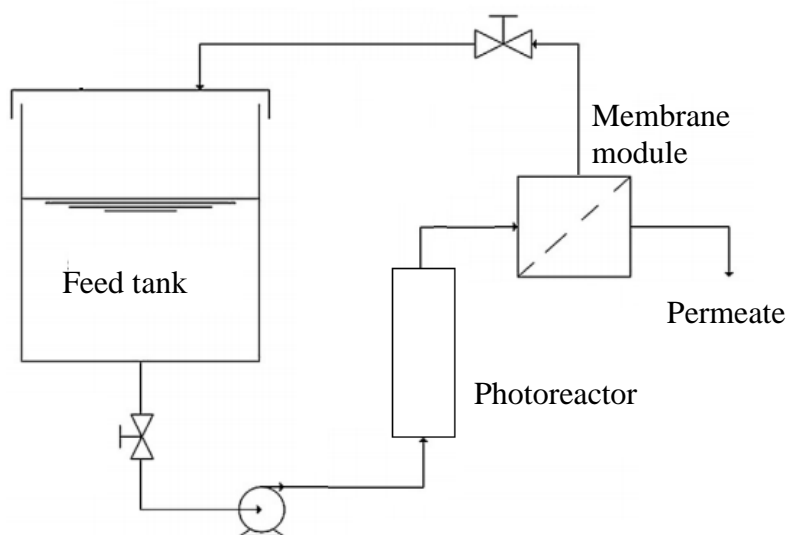 Membrane
module
Feed tank
Permeate
Photoreactor